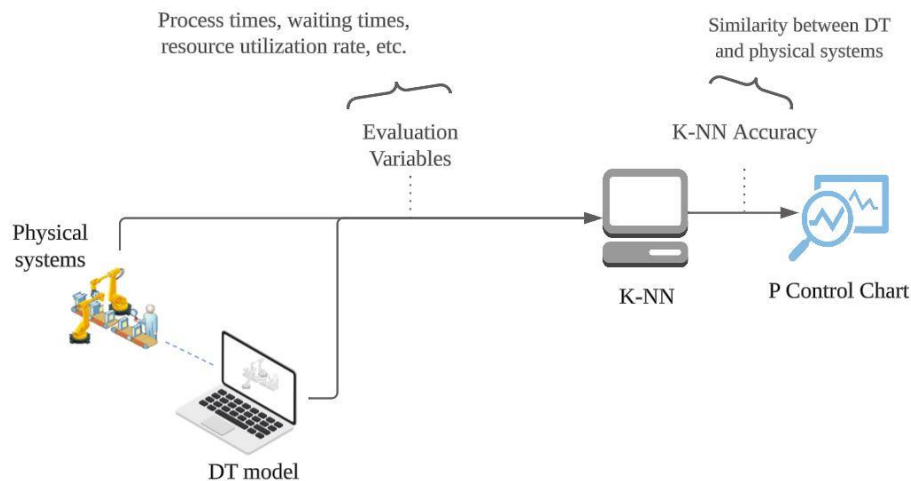 Process times, waiting times,
resource utilization rate, etc.
Similarity between DT
and physical systems
Evaluation
Variables
K-NN Accuracy
Physical
systems
K-NN
P Control Chart
DT model